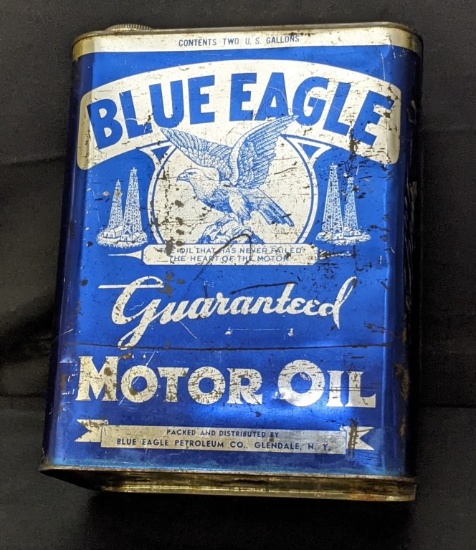 CONTENTS TWO U.S. GALLONS
BLUE EAGLE
THE OIL THAT HAS NEVER FAILED
THE HEART OF THE MOTOR
Guaranteed
MOTOR OIL
PACKED AND DISTRIBUTED BY
BLUE EAGLE PETROLEUM CO., GLENDALE, N.Y.